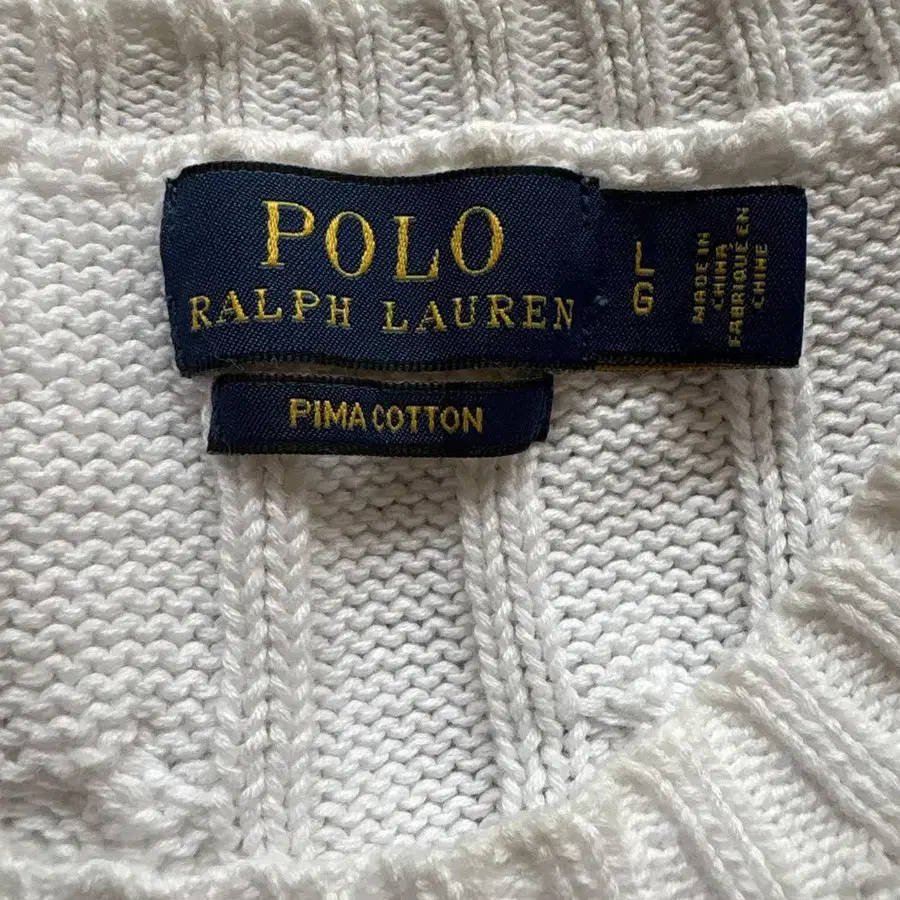 POLO
RALPH LAUREN
PIMA COTTON
L
G
MADE IN
CHINA
FABRIQUÉ EN
CHINE